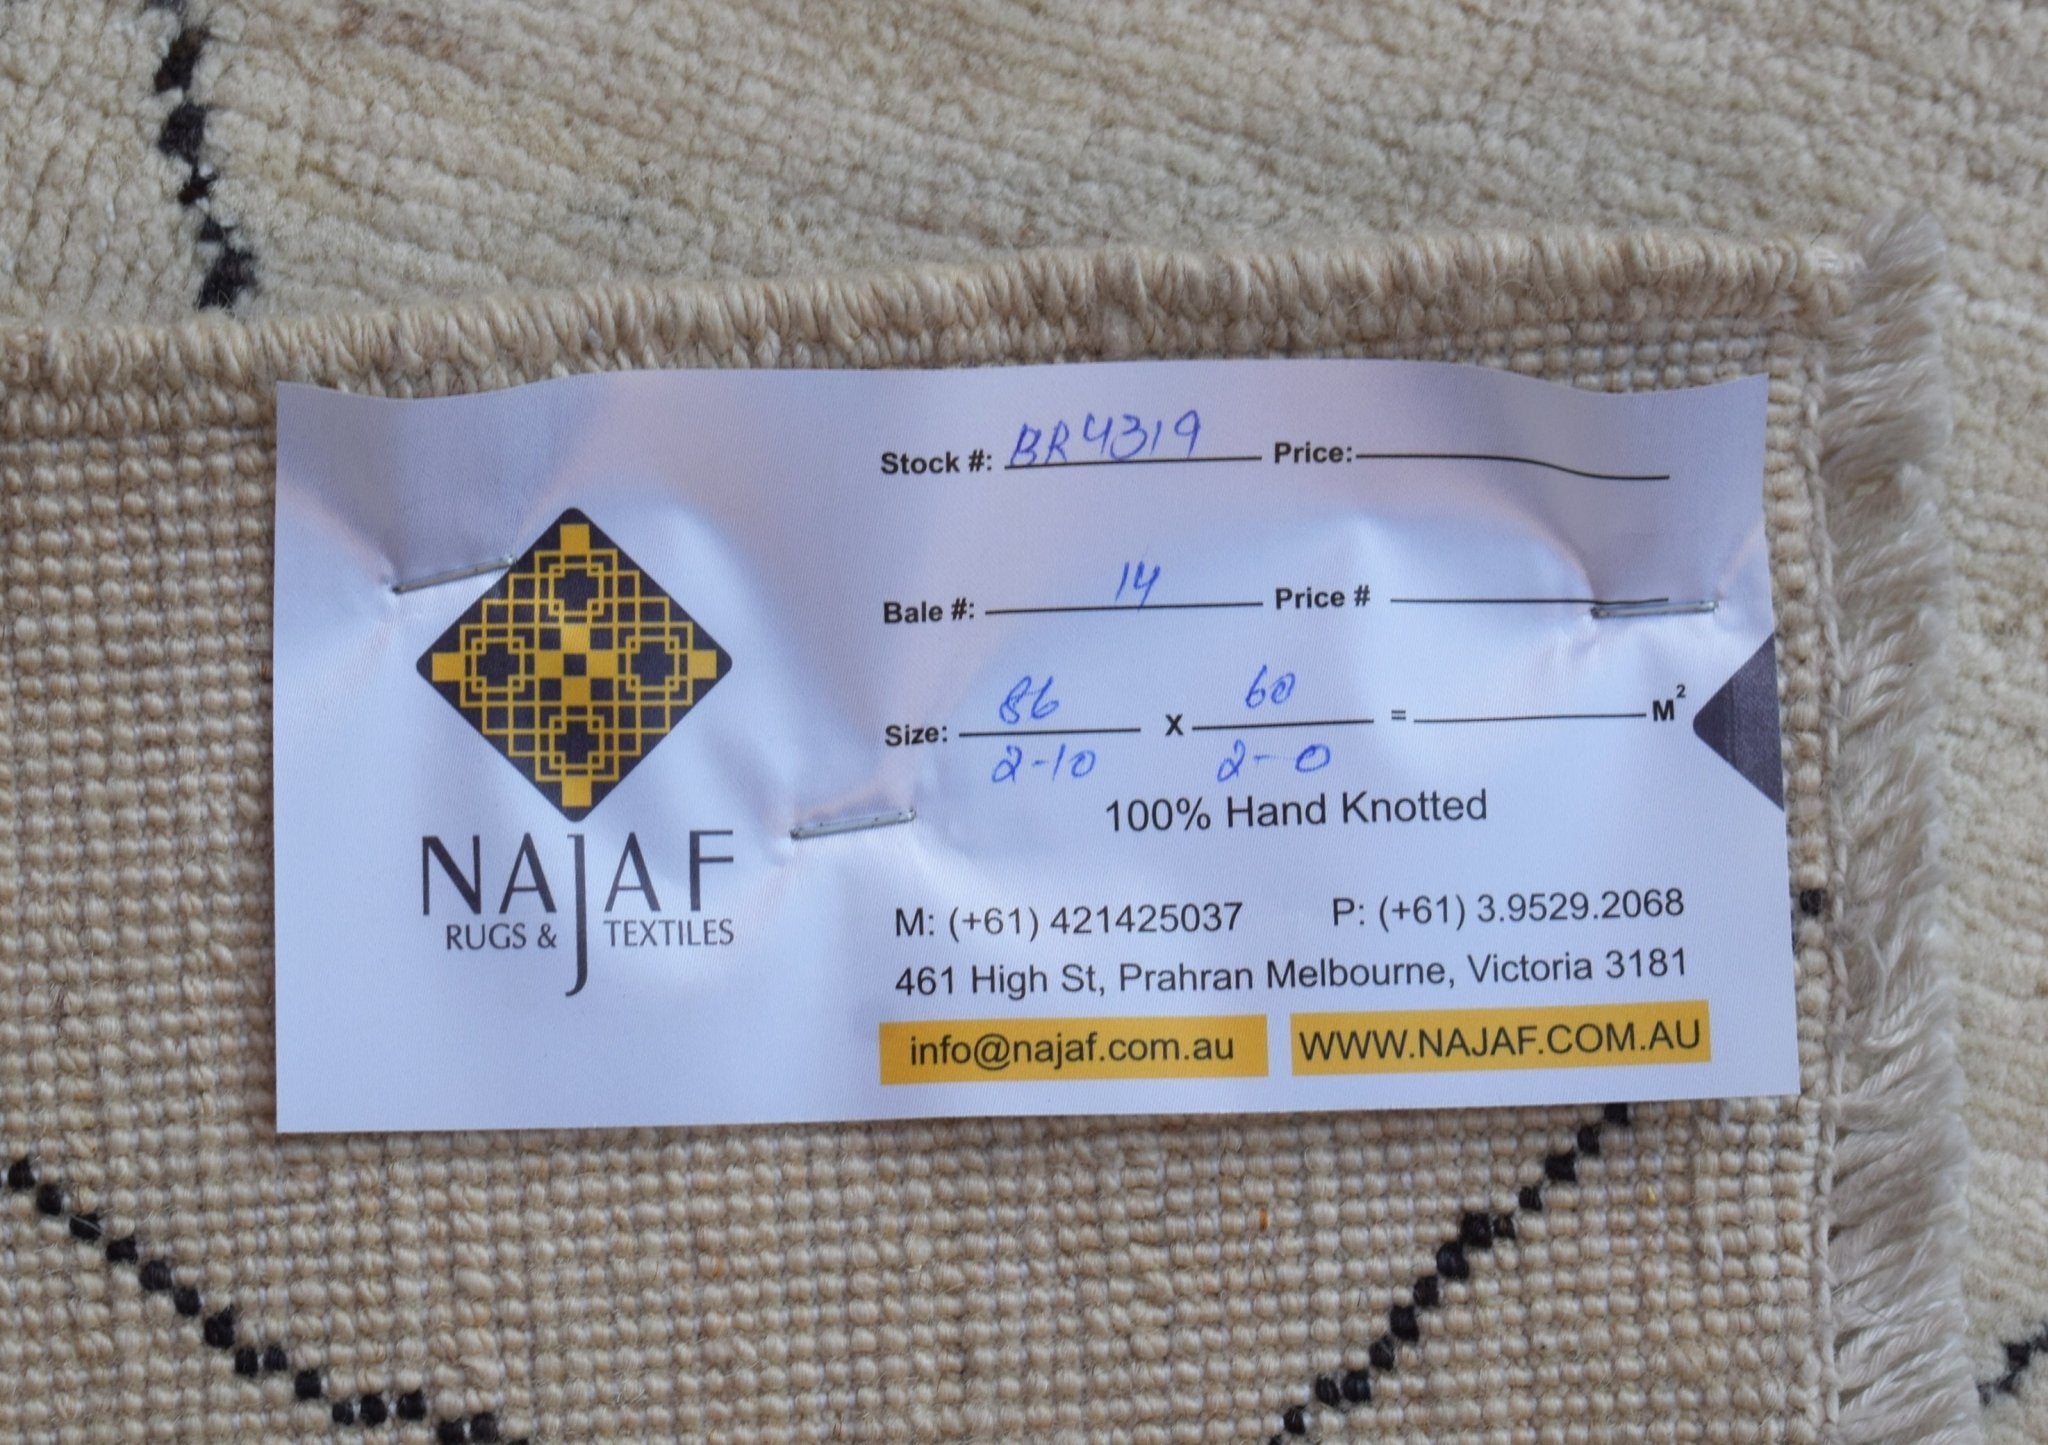 Stock #: BR4319 Price:
Bale #: 14 Price #
Size: 86 X 60 = M²
2-10 2-0
100% Hand Knotted
NAJAF
RUGS & TEXTILES
M: (+61) 421425037 P: (+61) 3.9529.2068
461 High St, Prahran Melbourne, Victoria 3181
info@najaf.com.au WWW.NAJAF.COM.AU